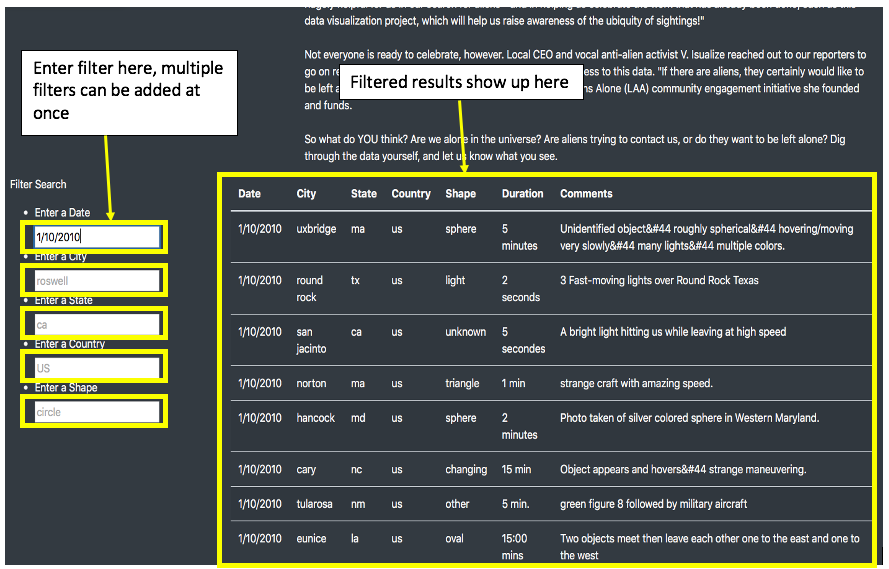 data visualization project, which will help us raise awareness of the ubiquity of sightings!"
Not everyone is ready to celebrate, however. Local CEO and vocal anti-alien activist V. Isualize reached out to our reporters to
go on re
ess to this data. "If there are aliens, they certainly would like to
be left a
ns Alone (LAA) community engagement initiative she founded
and funds.
So what do YOU think? Are we alone in the universe? Are aliens trying to contact us, or do they want to be left alone? Dig
through the data yourself, and let us know what you see.
Enter filter here, multiple
filters can be added at
once
Filtered results show up here
Filter Search
Enter a Date
1/10/2010
Enter a City
roswell
Enter a State
ca
Enter a Country
US
Enter a Shape
circle
Date City State Country Shape Duration Comments
1/10/2010 uxbridge ma us sphere 5 Unidentified object&#44 roughly spherical&#44 hovering/moving
minutes very slowly&#44 many lights&#44 multiple colors.
1/10/2010 round tx us light 2 3 Fast-moving lights over Round Rock Texas
rock seconds
1/10/2010 san ca us unknown 5 A bright light hitting us while leaving at high speed
jacinto secondes
1/10/2010 norton ma us triangle 1 min strange craft with amazing speed.
1/10/2010 hancock md us sphere 2 Photo taken of silver colored sphere in Western Maryland.
minutes
1/10/2010 cary nc us changing 15 min Object appears and hovers&#44 strange maneuvering.
1/10/2010 tularosa nm us other 5 min. green figure 8 followed by military aircraft
1/10/2010 eunice la us oval 15:00 Two objects meet then leave each other one to the east and one to
mins the west